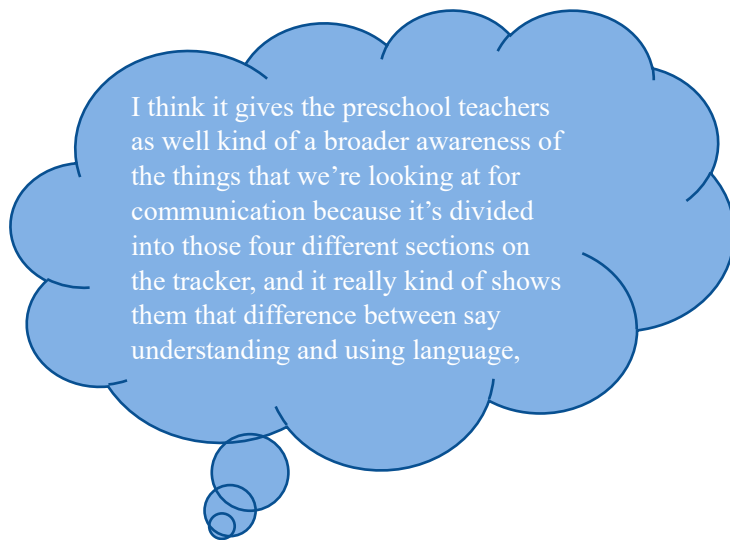 I think it gives the preschool teachers
as well kind of a broader awareness of
the things that we’re looking at for
communication because it’s divided
into those four different sections on
the tracker, and it really kind of shows
them that difference between say
understanding and using language,